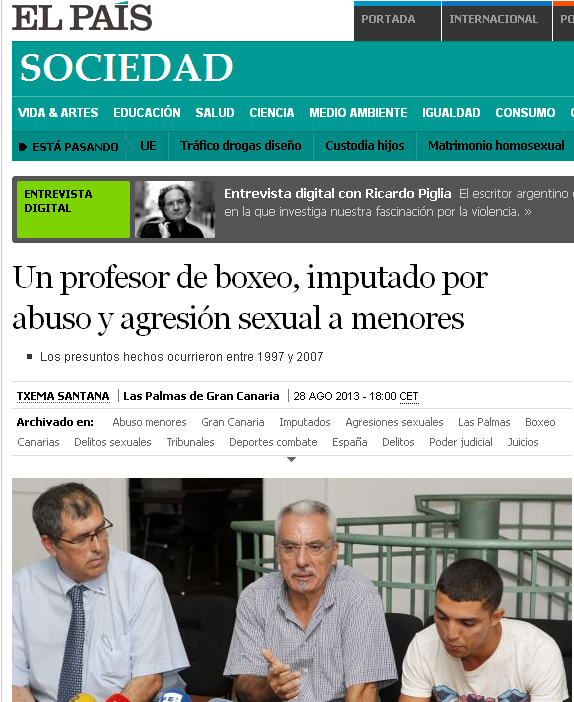 EL PAÍS
PORTADA
INTERNACIONAL
PO
SOCIEDAD
VIDA & ARTES EDUCACIÓN SALUD CIENCIA MEDIO AMBIENTE IGUALDAD CONSUMO
ESTÁ PASANDO UE Tráfico drogas diseño Custodia hijos Matrimonio homosexual
ENTREVISTA
DIGITAL
Entrevista digital con Ricardo Piglia El escritor argentino
en la que investiga nuestra fascinación por la violencia. »
Un profesor de boxeo, imputado por
abuso y agresión sexual a menores
Los presuntos hechos ocurrieron entre 1997 y 2007
TXEMA SANTANA | Las Palmas de Gran Canaria | 28 AGO 2013 - 18:00 CET
Archivado en: Abuso menores Gran Canaria Imputados Agresiones sexuales Las Palmas Boxeo
Canarias Delitos sexuales Tribunales Deportes combate España Delitos Poder judicial Juicios